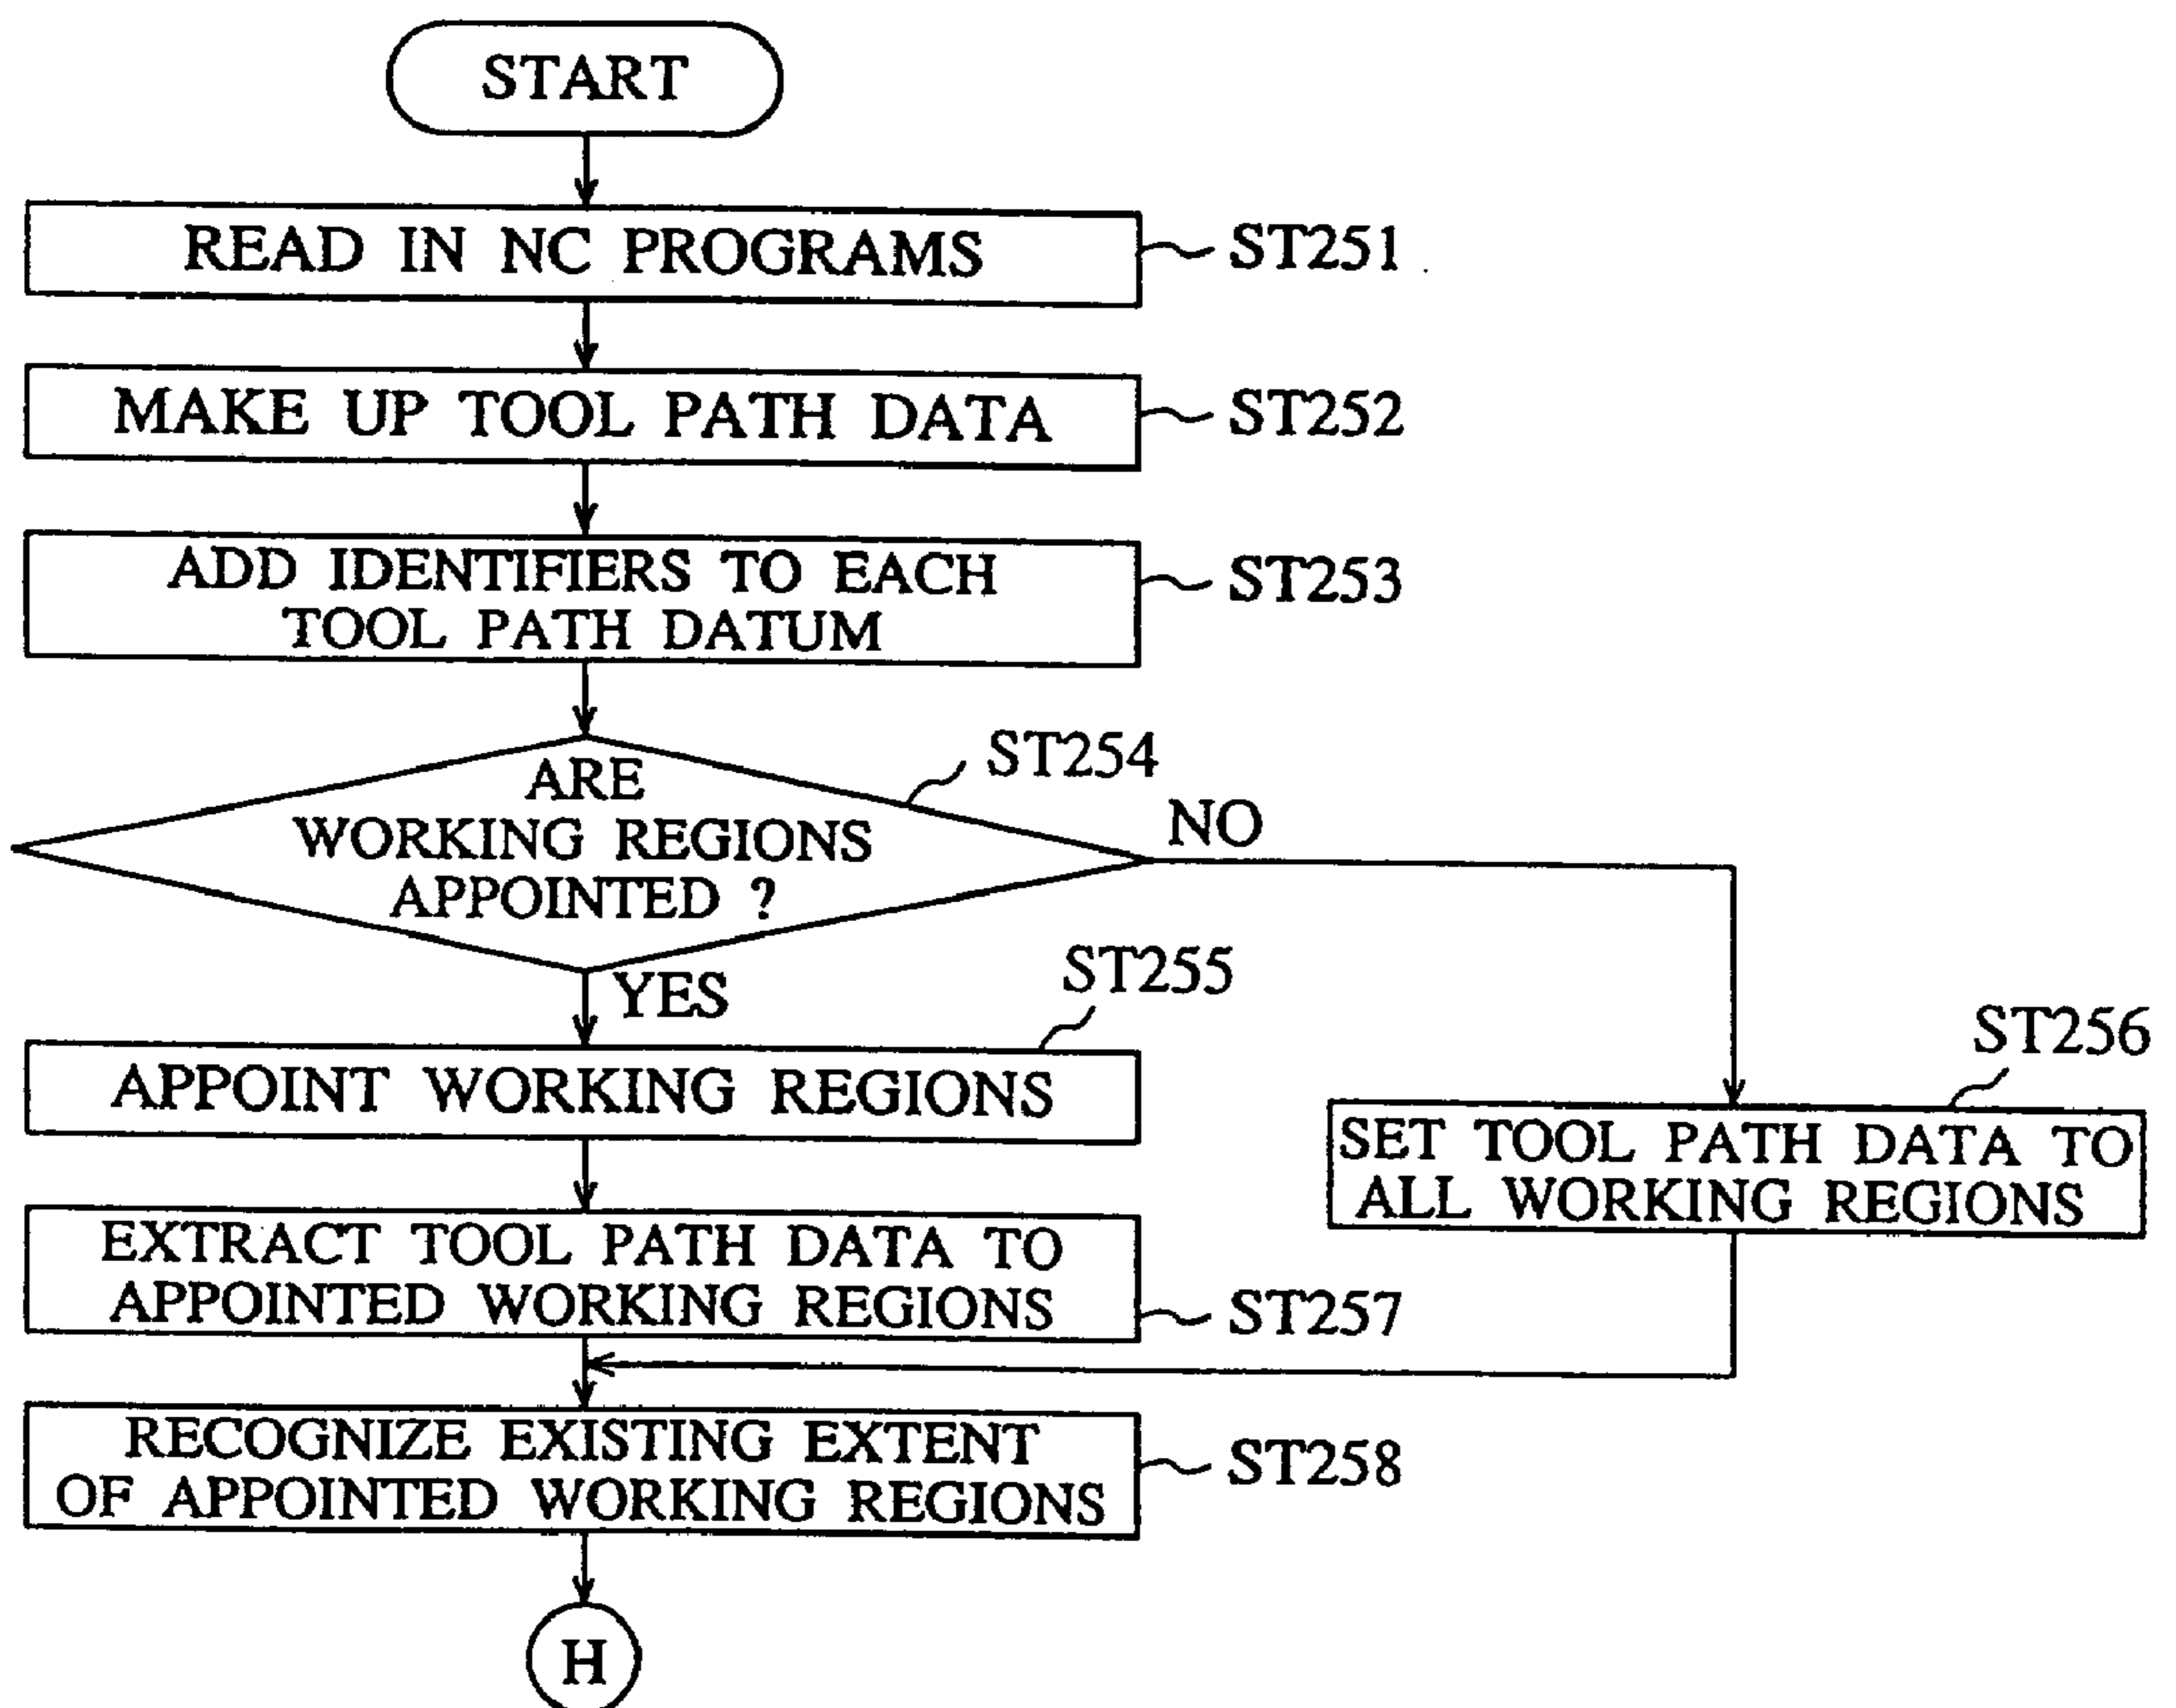 START
READ IN NC PROGRAMS
ST251
MAKE UP TOOL PATH DATA
ST252
ADD IDENTIFIERS TO EACH
TOOL PATH DATUM
ST253
ST254
ARE
WORKING REGIONS
APPOINTED ?
NO
YES
ST255
APPOINT WORKING REGIONS
ST256
SET TOOL PATH DATA TO
ALL WORKING REGIONS
EXTRACT TOOL PATH DATA TO
APPOINTED WORKING REGIONS
ST257
RECOGNIZE EXISTING EXTENT
OF APPOINTED WORKING REGIONS
ST258
H